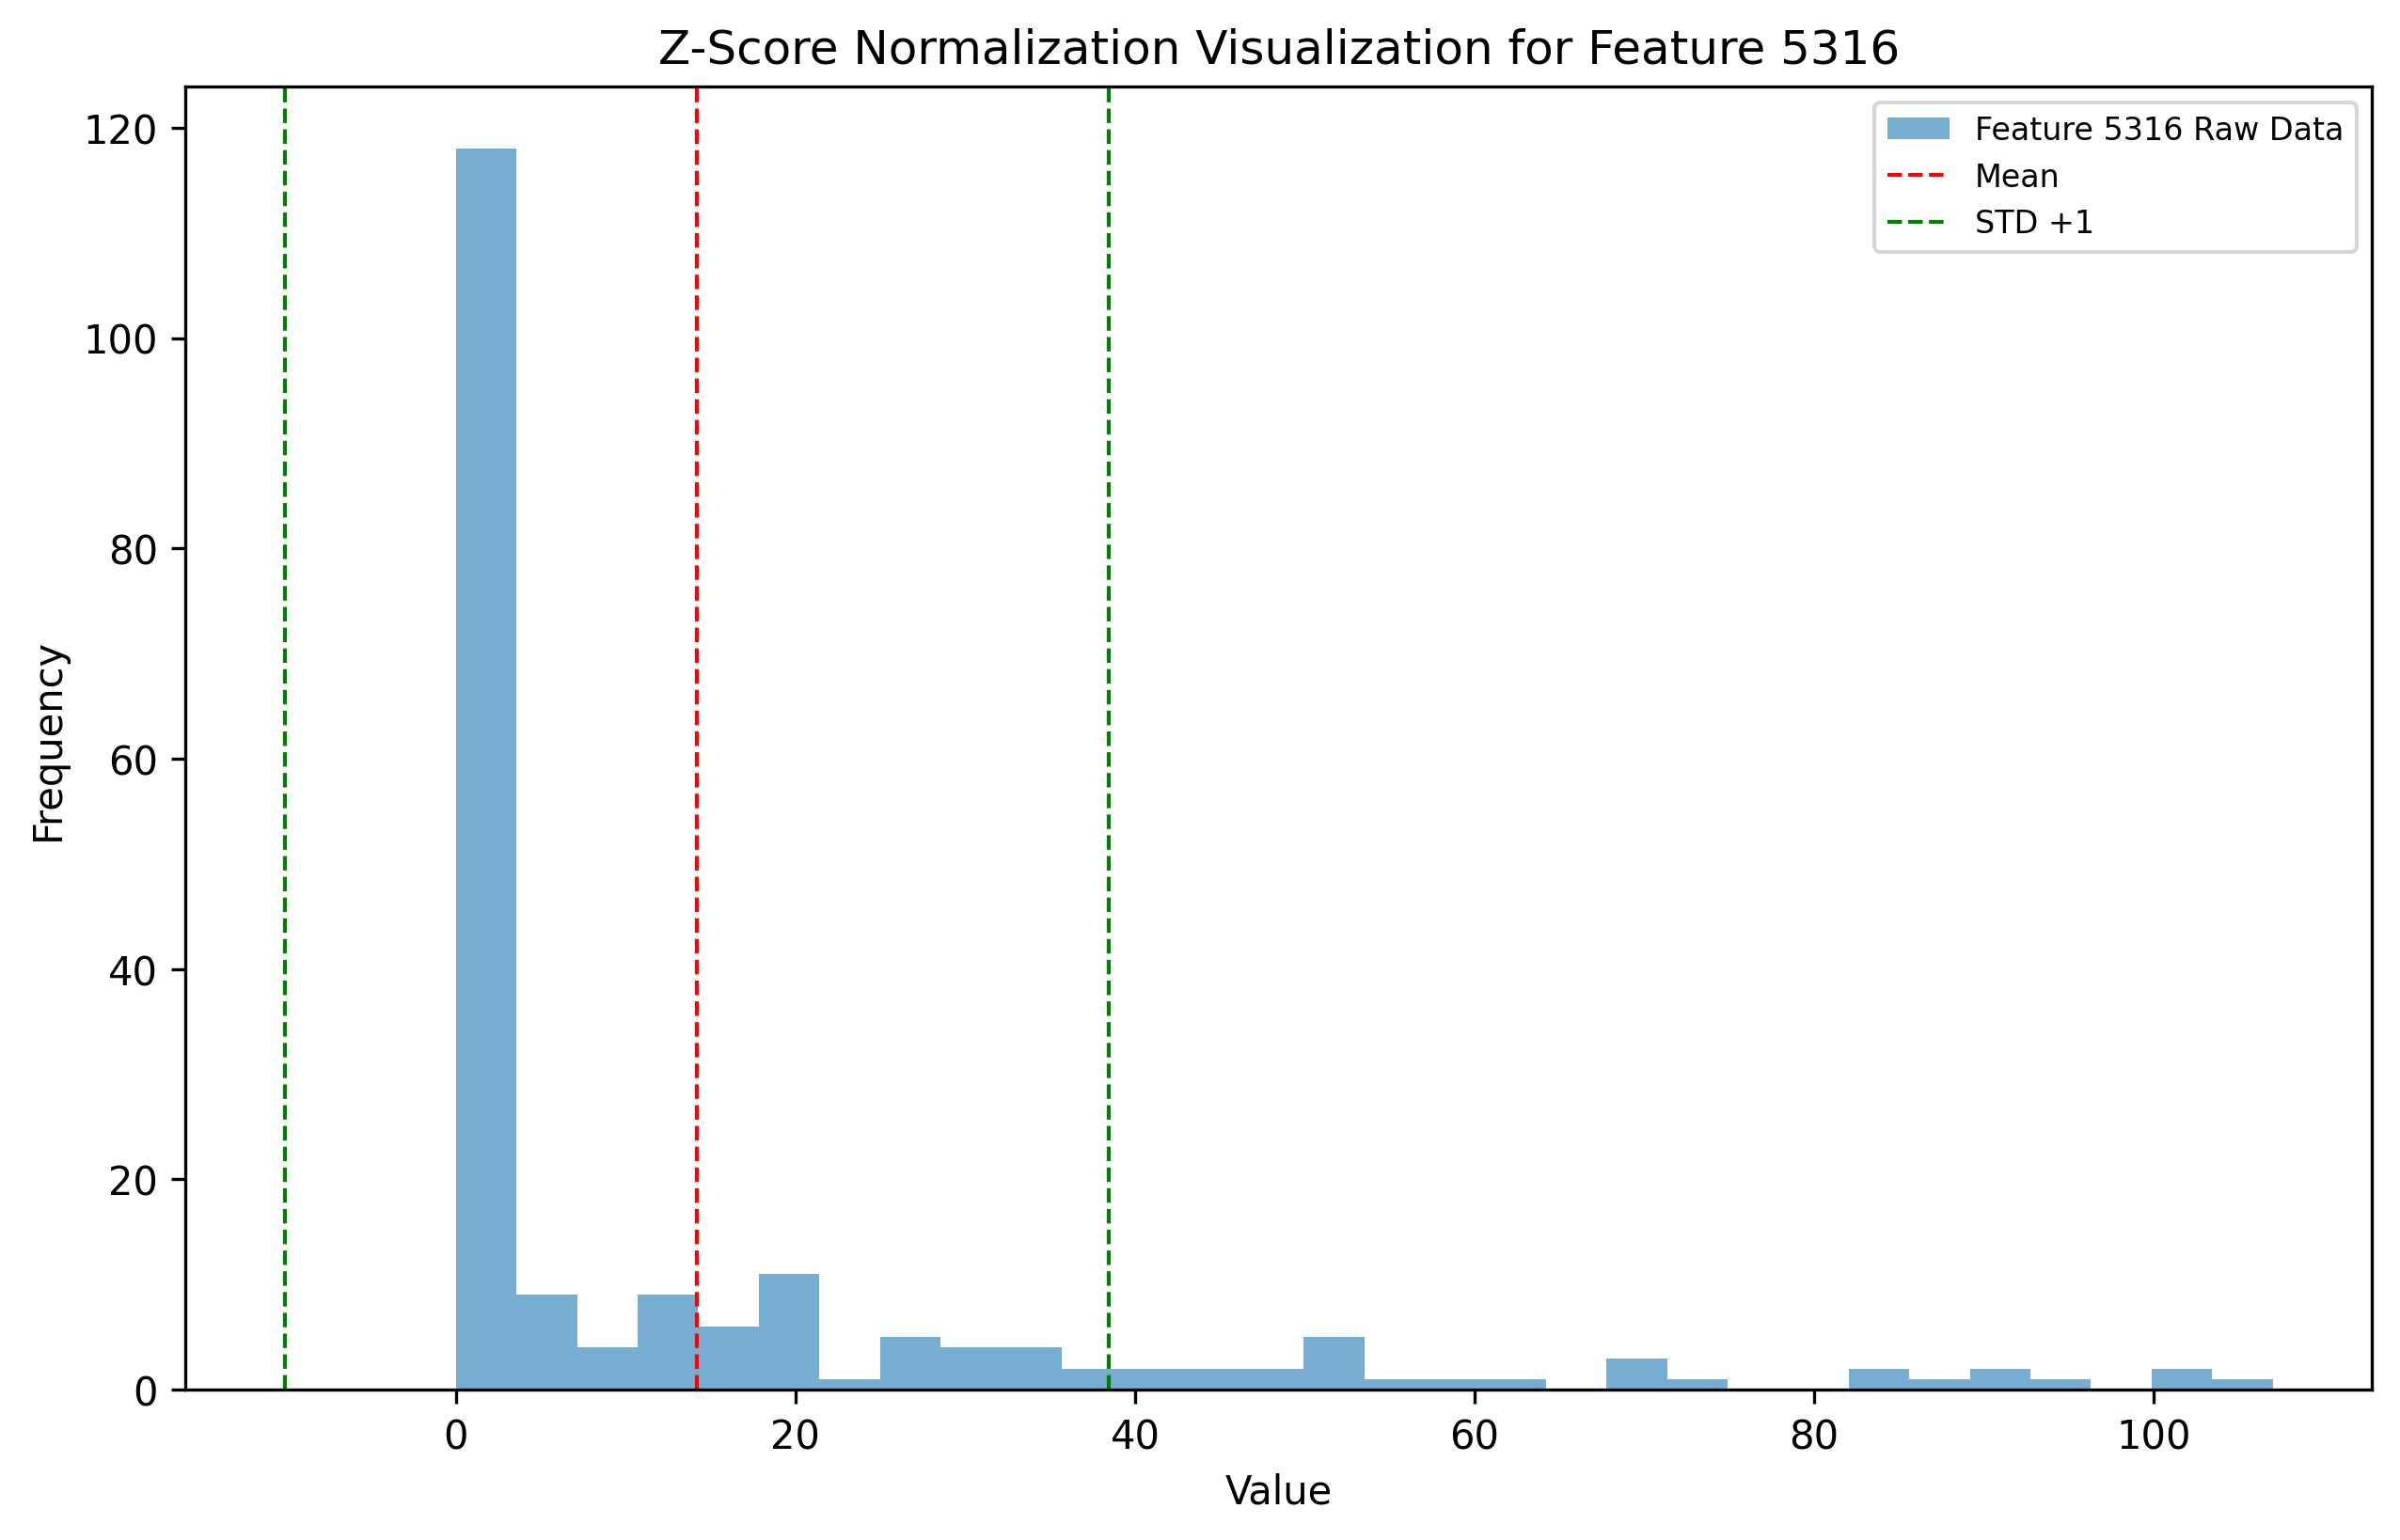 Z-Score Normalization Visualization for Feature 5316
Feature 5316 Raw Data
Mean
STD +1
120
100
80
60
40
20
0
Frequency
0 20 40 60 80 100
Value